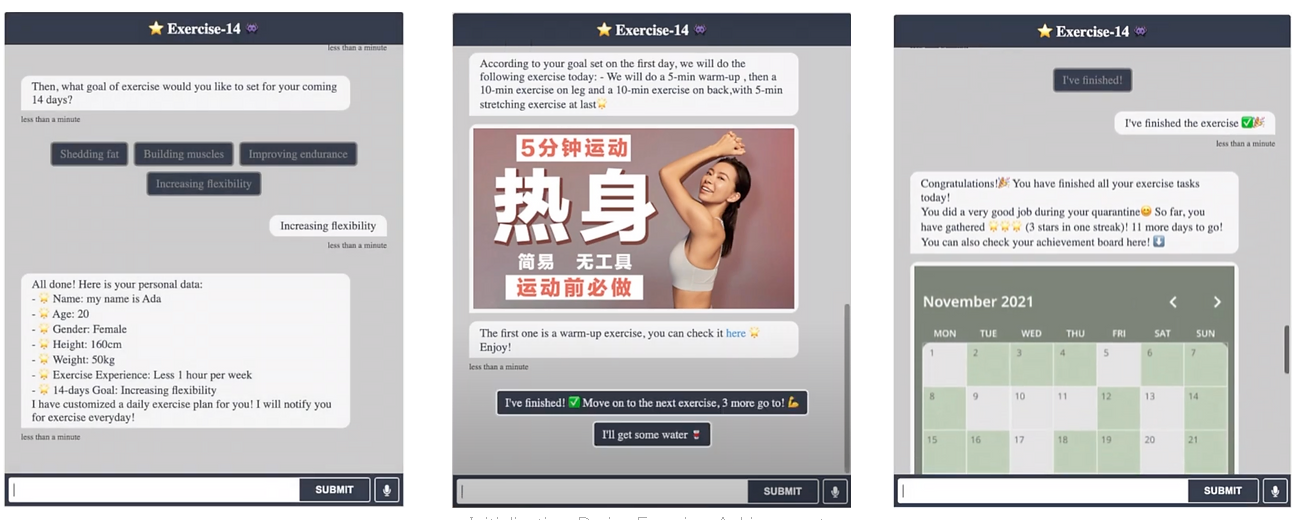 ⭐ Exercise-14 👾
less than a minute
Then, what goal of exercise would you like to set for your coming
14 days?
less than a minute
Shedding fat
Building muscles
Improving endurance
Increasing flexibility
Increasing flexibility
less than a minute
All done! Here is your personal data:
- Name: my name is Ada
- Age: 20
- Gender: Female
- Height: 160cm
- Weight: 50kg
- Exercise Experience: Less 1 hour per week
- 14-days Goal: Increasing flexibility
I have customized a daily exercise plan for you! I will notify you
for exercise everyday!
less than a minute
SUBMIT
⭐ Exercise-14 👾
According to your goal set on the first day, we will do the
following exercise today: - We will do a 5-min warm-up , then a
10-min exercise on leg and a 10-min exercise on back,with 5-min
stretching exercise at last
5分钟运动
热身
简易 无工具
运动前必做
The first one is a warm-up exercise, you can check it here
Enjoy!
less than a minute
I've finished! ✅ Move on to the next exercise, 3 more go to! 💪
I'll get some water
SUBMIT
⭐ Exercise-14 👾
I've finished!
I've finished the exercise ✅🎉
less than a minute
Congratulations!🎉 You have finished all your exercise tasks
today!
You did a very good job during your quarantine😊 So far, you
have gathered (3 stars in one streak)! 11 more days to go!
You can also check your achievement board here! ⬇️
November 2021
MON TUE WED THU FRI SAT SUN
1 2 3 4 5 6 7
8 9 10 11 12 13 14
15 16 17 18 19 20 21
SUBMIT